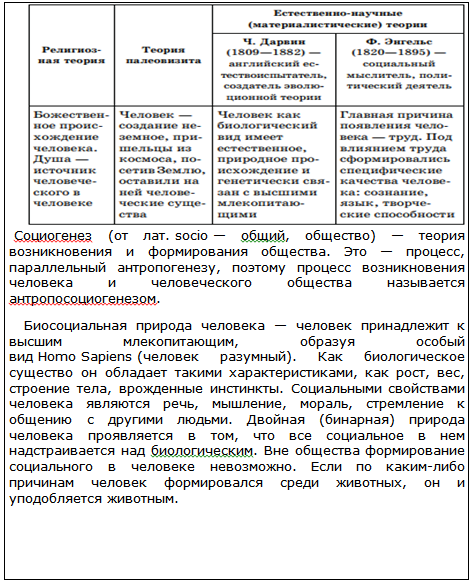 Естественно-научные
(материалистические) теории
Религиоз-
ная теория
Теория
палеовизита
Ч. Дарвин
(1809—1882) —
английский ес-
тествоиспытатель,
создатель эволю-
ционной теории
Ф. Энгельс
(1820—1895) —
социальный
мыслитель, поли-
тический деятель
Божествен-
ное проис-
хождение
человека.
Душа —
источник
человече-
ского в
человеке
Человек —
создание не-
земное, при-
шельцы из
космоса, по-
сетив Землю,
оставили на
ней челове-
ческие суще-
ства
Человек как
биологический
вид имеет
естественное,
природное про-
исхождение и
генетически свя-
зан с высшими
млекопитаю-
щими
Главная причина
появления чело-
века — труд. Под
влиянием труда
сформировались
специфические
качества челове-
ка: сознание,
язык, творчес-
кие способности
Социогенез (от лат. socio — общий, общество) — теория
возникновения и формирования общества. Это — процесс,
параллельный антропогенезу, поэтому процесс возникновения
человека и человеческого общества называется
антропосоциогенезом.
Биосоциальная природа человека — человек принадлежит к
высшим млекопитающим, образуя особый
вид Homo Sapiens (человек разумный). Как биологическое
существо он обладает такими характеристиками, как рост, вес,
строение тела, врожденные инстинкты. Социальными свойствами
человека являются речь, мышление, мораль, стремление к
общению с другими людьми. Двойная (бинарная) природа
человека проявляется в том, что все социальное в нем
надстраивается над биологическим. Вне общества формирование
социального в человеке невозможно. Если по каким-либо
причинам человек формировался среди животных, он и
уподобляется животным.